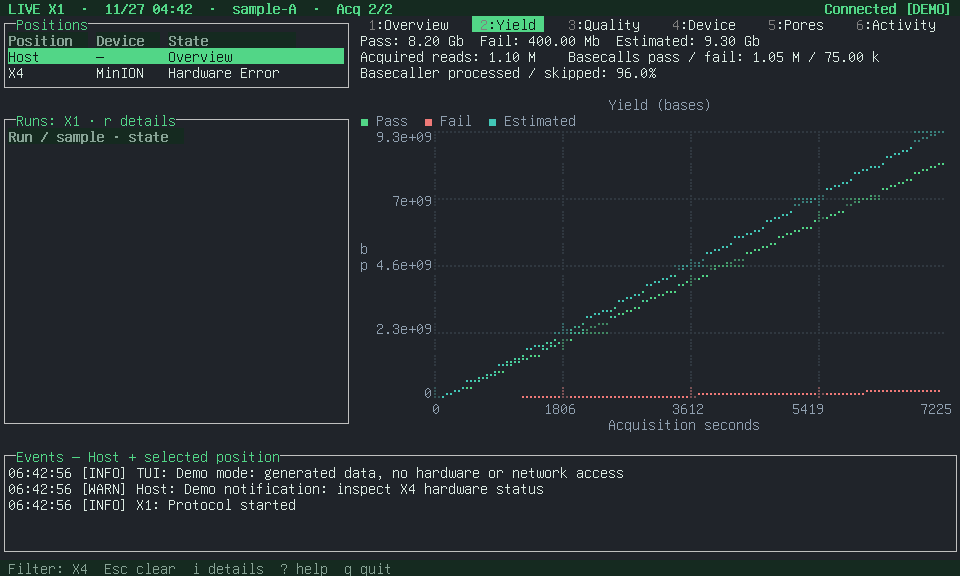 LIVE X1 · 11/27 04:42 · sample-A · Acq 2/2 Connected [DEMO]
Positions
Position Device State
Host — Overview
X4 MinION Hardware Error
1:Overview 2:Yield 3:Quality 4:Device 5:Pores 6:Activity
Pass: 8.20 Gb Fail: 400.00 Mb Estimated: 9.30 Gb
Acquired reads: 1.10 M Basecalls pass / fail: 1.05 M / 75.00 k
Basecaller processed / skipped: 96.0%
Runs: X1 · r details
Run / sample · state
Yield (bases)
Pass Fail Estimated
9.3e+09
7e+09
b
p 4.6e+09
2.3e+09
0
0 1806 3612 5419 7225
Acquisition seconds
Events — Host + selected position
06:42:56 [INFO] TUI: Demo mode: generated data, no hardware or network access
06:42:56 [WARN] Host: Demo notification: inspect X4 hardware status
06:42:56 [INFO] X1: Protocol started
Filter: X4 Esc clear i details ? help q quit